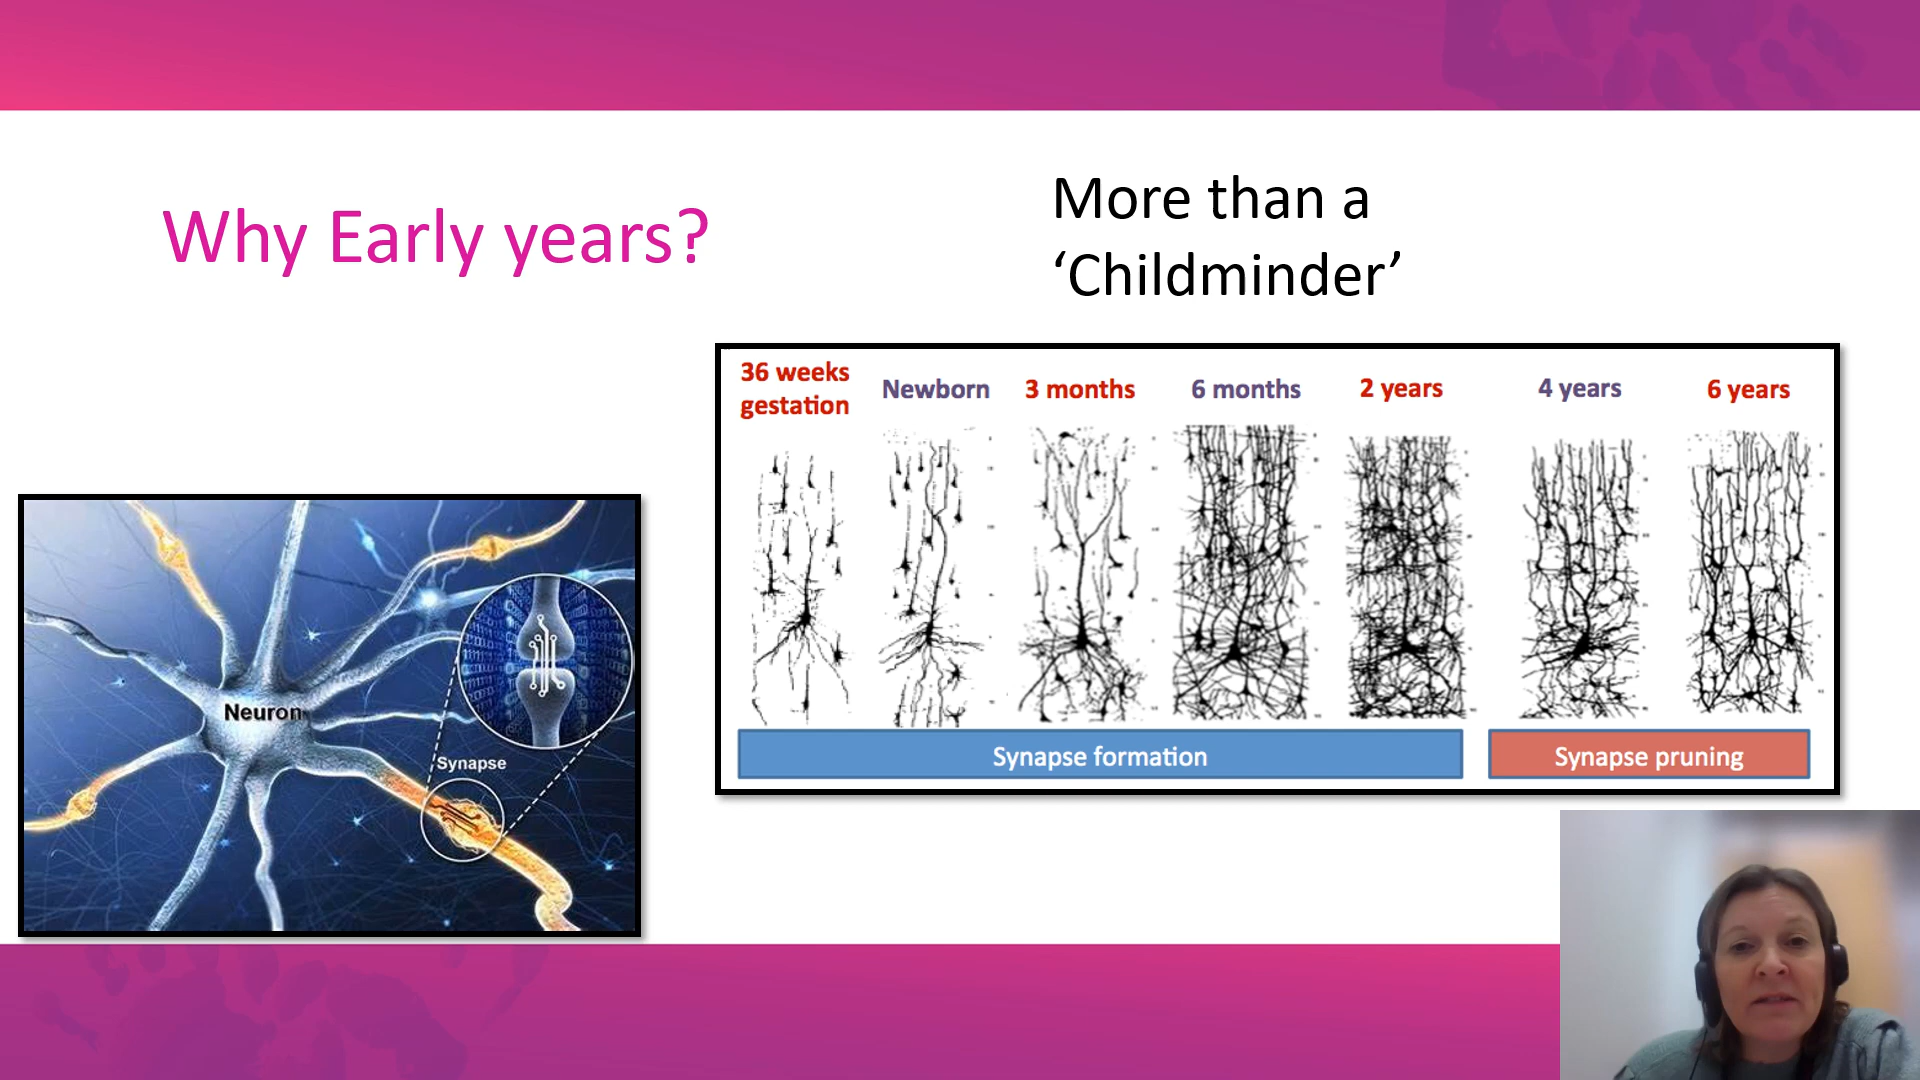 Why Early years?
More than a
‘Childminder’
36 weeks
gestation
Newborn
3 months
6 months
2 years
4 years
6 years
Synapse formation
Synapse pruning
Neuron
Synapse